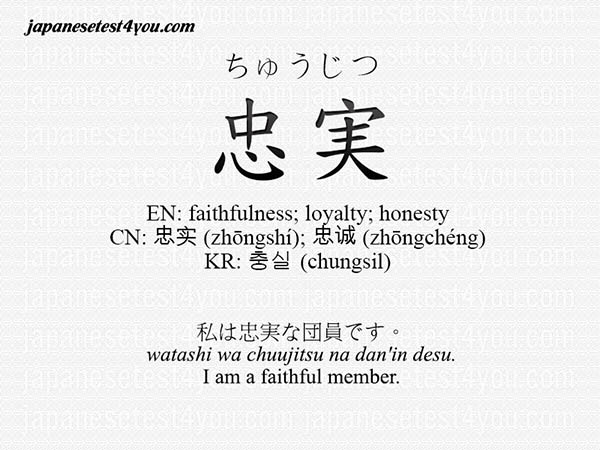 japanesetest4you.com
ちゅうじつ
忠実
EN: faithfulness; loyalty; honesty
CN: 忠实 (zhōngshí); 忠诚 (zhōngchéng)
KR: 충실 (chungsil)
私は忠実な団員です。
watashi wa chuujitsu na dan'in desu.
I am a faithful member.